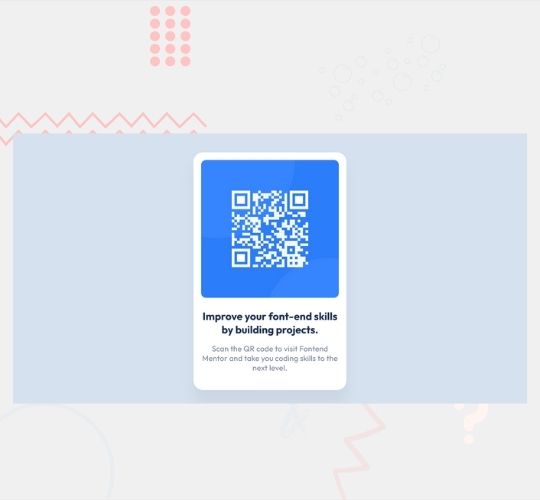 Improve your font-end skills
by building projects.
Scan the QR code to visit Fontend
Mentor and take you coding skills to the
next level.